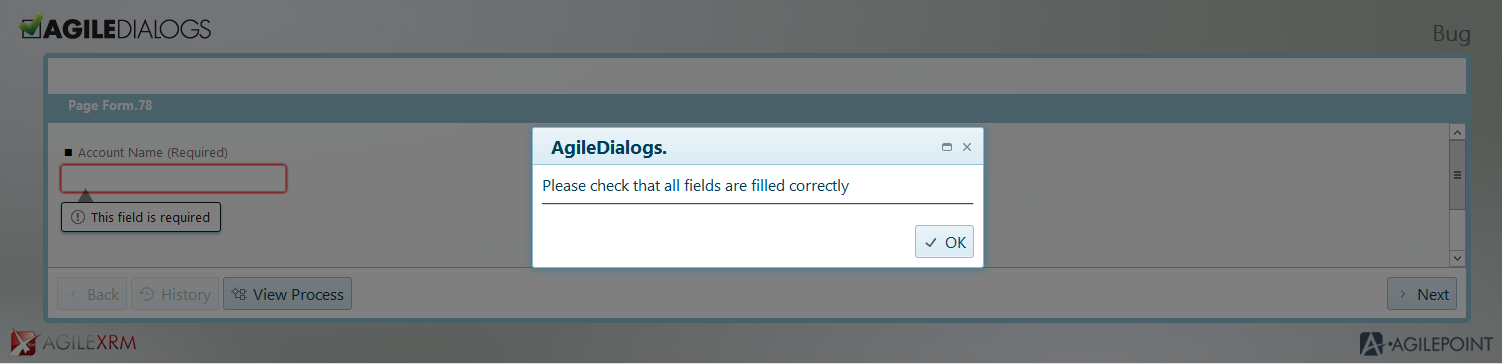 AGILEDIALOGS
Bug
Page Form.78
Account Name (Required)
This field is required
AgileDialogs.
Please check that all fields are filled correctly
OK
Back
History
View Process
Next
AGILEXRM
AGILEPOINT